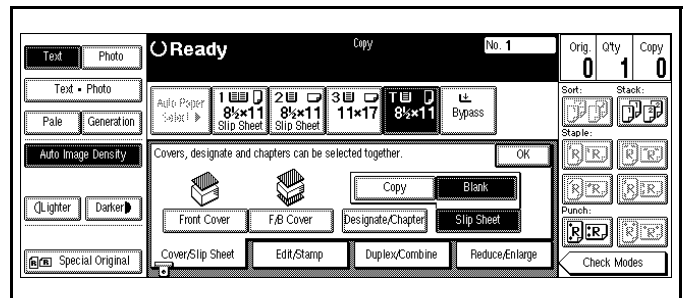 Text Photo
Text • Photo
Pale Generation
Auto Image Density
Lighter Darker
Special Original
Ready
Copy
No. 1
Auto Paper
Select ▶
1
8½×11
Slip Sheet
2
8½×11
Slip Sheet
3
11×17
T
8½×11
Bypass
Covers, designate and chapters can be selected together.
OK
Copy Blank
Front Cover F/B Cover Designate/Chapter Slip Sheet
Cover/Slip Sheet Edit/Stamp Duplex/Combine Reduce/Enlarge
Orig. Q'ty Copy
0 1 0
Sort: Stack:
Staple:
Punch:
Check Modes